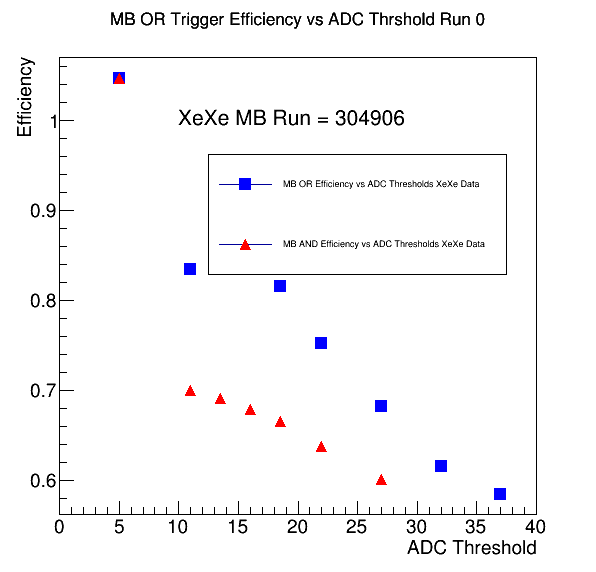 MB OR Trigger Efficiency vs ADC Thrshold Run 0
Efficiency
XeXe MB Run = 304906
MB OR Efficiency vs ADC Thresholds XeXe Data
MB AND Efficiency vs ADC Thresholds XeXe Data
1
0.9
0.8
0.7
0.6
0 5 10 15 20 25 30 35 40
ADC Threshold